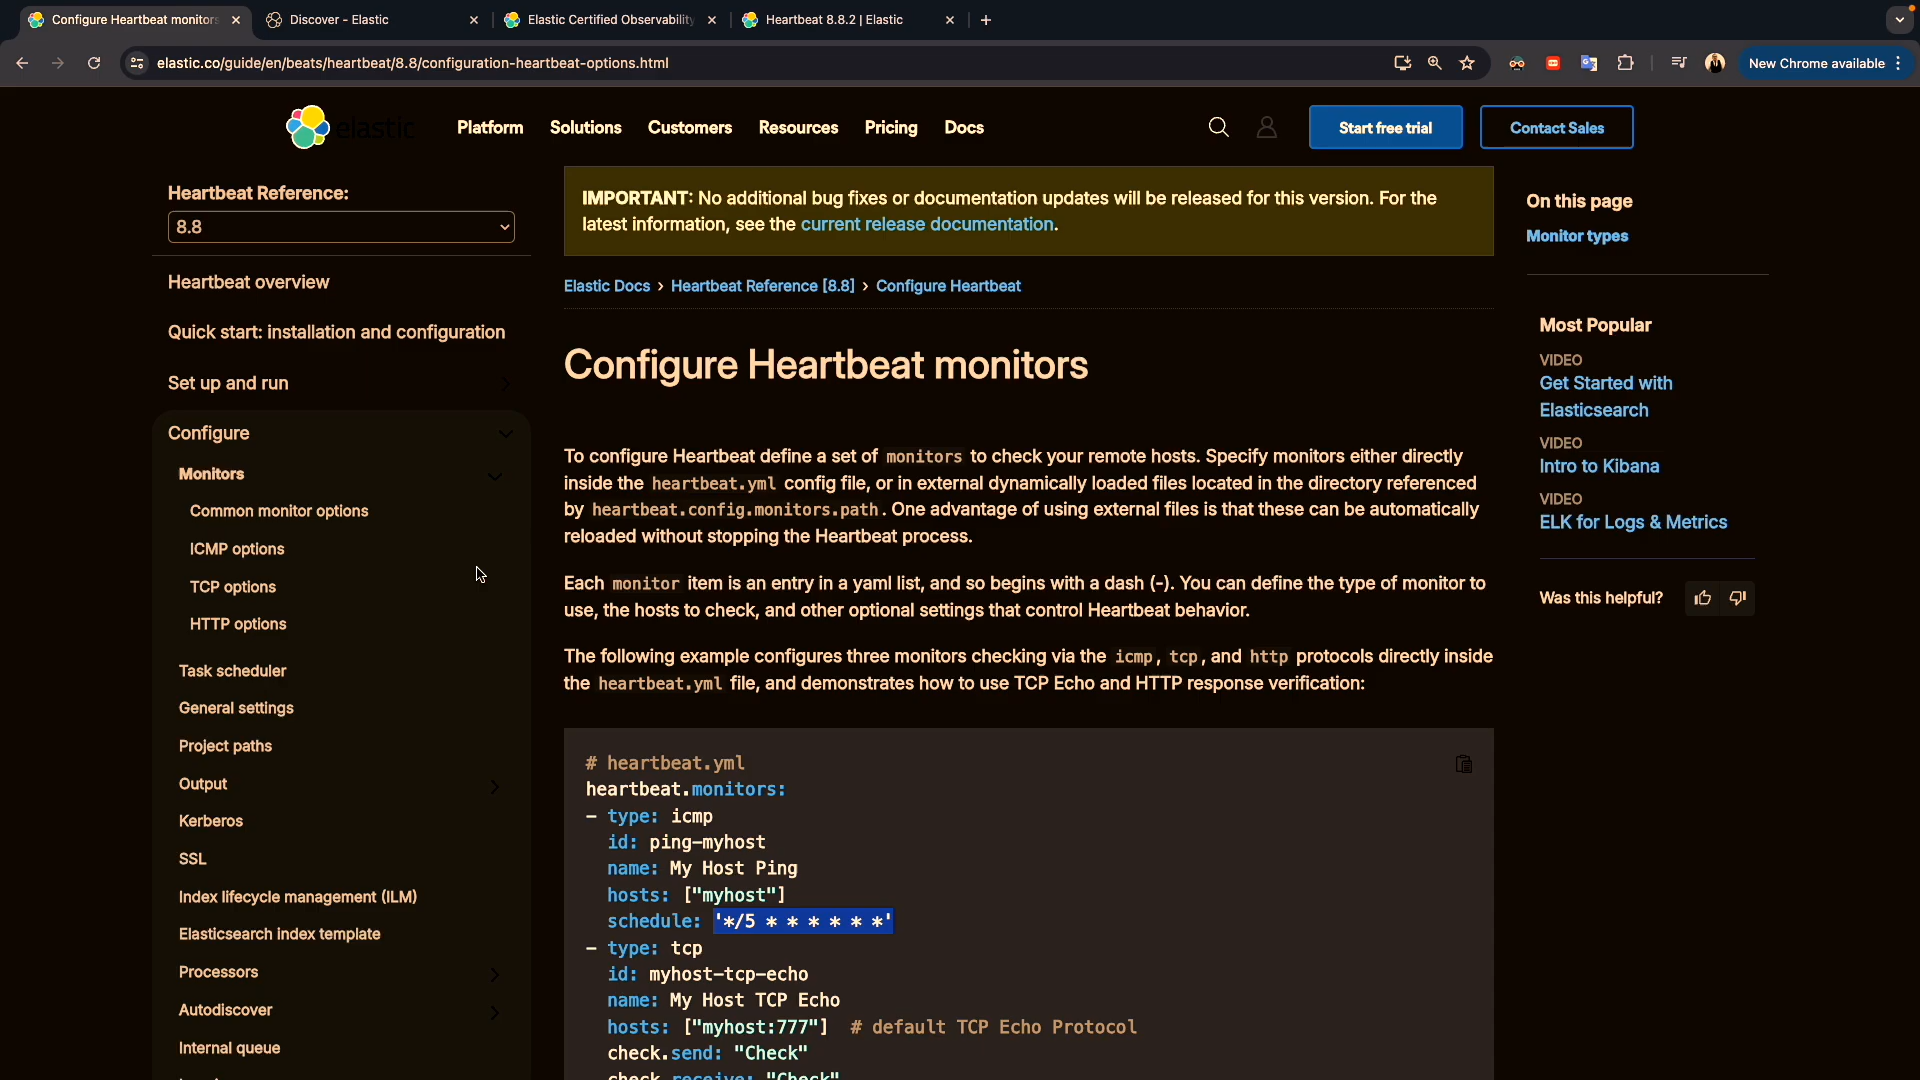 Configure Heartbeat monitors
Discover - Elastic
Elastic Certified Observability
Heartbeat 8.8.2 | Elastic
elastic.co/guide/en/beats/heartbeat/8.8/configuration-heartbeat-options.html
New Chrome available
elastic
Platform
Solutions
Customers
Resources
Pricing
Docs
Start free trial
Contact Sales
Heartbeat Reference:
8.8
Heartbeat overview
Quick start: installation and configuration
Set up and run
Configure
Monitors
Common monitor options
ICMP options
TCP options
HTTP options
Task scheduler
General settings
Project paths
Output
Kerberos
SSL
Index lifecycle management (ILM)
Elasticsearch index template
Processors
Autodiscover
Internal queue
IMPORTANT: No additional bug fixes or documentation updates will be released for this version. For the
latest information, see the current release documentation.
Elastic Docs › Heartbeat Reference [8.8] › Configure Heartbeat
Configure Heartbeat monitors
To configure Heartbeat define a set of monitors to check your remote hosts. Specify monitors either directly
inside the heartbeat.yml config file, or in external dynamically loaded files located in the directory referenced
by heartbeat.config.monitors.path. One advantage of using external files is that these can be automatically
reloaded without stopping the Heartbeat process.
Each monitor item is an entry in a yaml list, and so begins with a dash (-). You can define the type of monitor to
use, the hosts to check, and other optional settings that control Heartbeat behavior.
The following example configures three monitors checking via the icmp, tcp, and http protocols directly inside
the heartbeat.yml file, and demonstrates how to use TCP Echo and HTTP response verification:
# heartbeat.yml
heartbeat.monitors:
- type: icmp
id: ping-myhost
name: My Host Ping
hosts: ["myhost"]
schedule: '*/5 * * * * * *'
- type: tcp
id: myhost-tcp-echo
name: My Host TCP Echo
hosts: ["myhost:777"] # default TCP Echo Protocol
check.send: "Check"
check.receive: "Check"
On this page
Monitor types
Most Popular
VIDEO
Get Started with
Elasticsearch
VIDEO
Intro to Kibana
VIDEO
ELK for Logs & Metrics
Was this helpful?